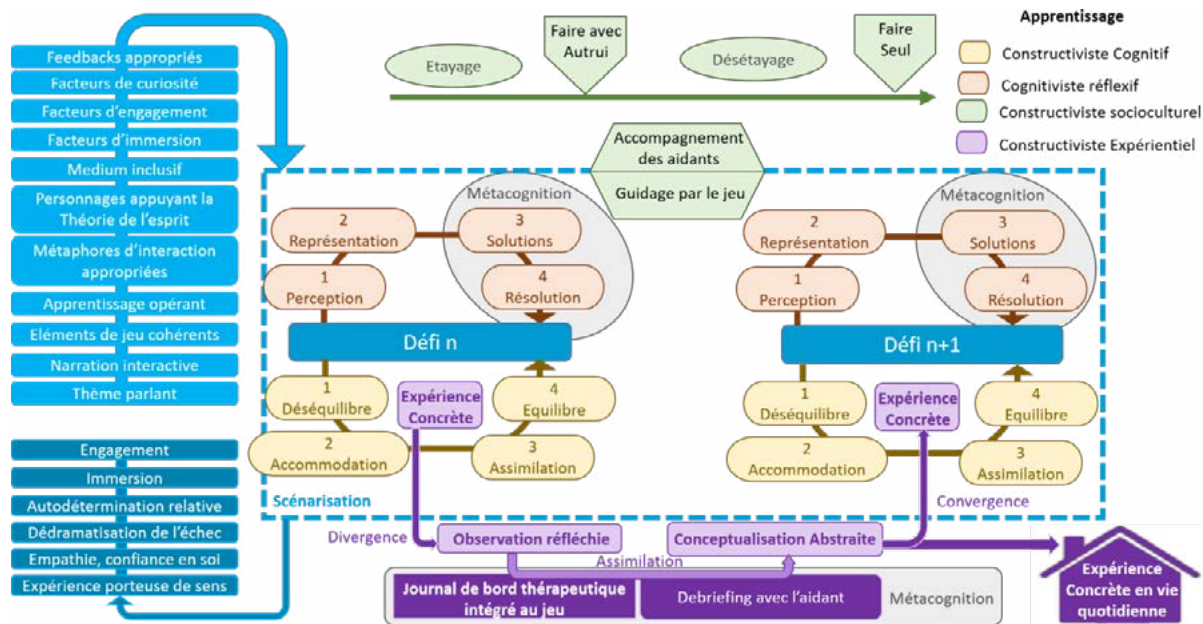 Feedbacks appropriés
Facteurs de curiosité
Facteurs d'engagement
Facteurs d'immersion
Medium inclusif
Personnages appuyant la
Théorie de l'esprit
Métaphores d'interaction
appropriées
Apprentissage opérant
Eléments de jeu cohérents
Narration interactive
Thème parlant
Engagement
Immersion
Autodétermination relative
Dédramatisation de l'échec
Empathie, confiance en soi
Expérience porteuse de sens
Etayage
Faire avec
Autrui
Désétayage
Faire
Seul
Apprentissage
Constructiviste Cognitif
Cognitiviste réflexif
Constructiviste socioculturel
Constructiviste Expérientiel
Accompagnement
des aidants
Guidage par le jeu
Métacognition
2
Représentation
3
Solutions
1
Perception
4
Résolution
Défi n
1
Déséquilibre
Expérience
Concrète
4
Equilibre
2
Accommodation
3
Assimilation
Scénarisation
Métacognition
2
Représentation
3
Solutions
1
Perception
4
Résolution
Défi n+1
1
Déséquilibre
Expérience
Concrète
4
Equilibre
2
Accommodation
3
Assimilation
Convergence
Divergence
Observation réfléchie
Assimilation
Conceptualisation Abstraite
Journal de bord thérapeutique
intégré au jeu
Debriefing avec l'aidant
Métacognition
Expérience
Concrète en vie
quotidienne